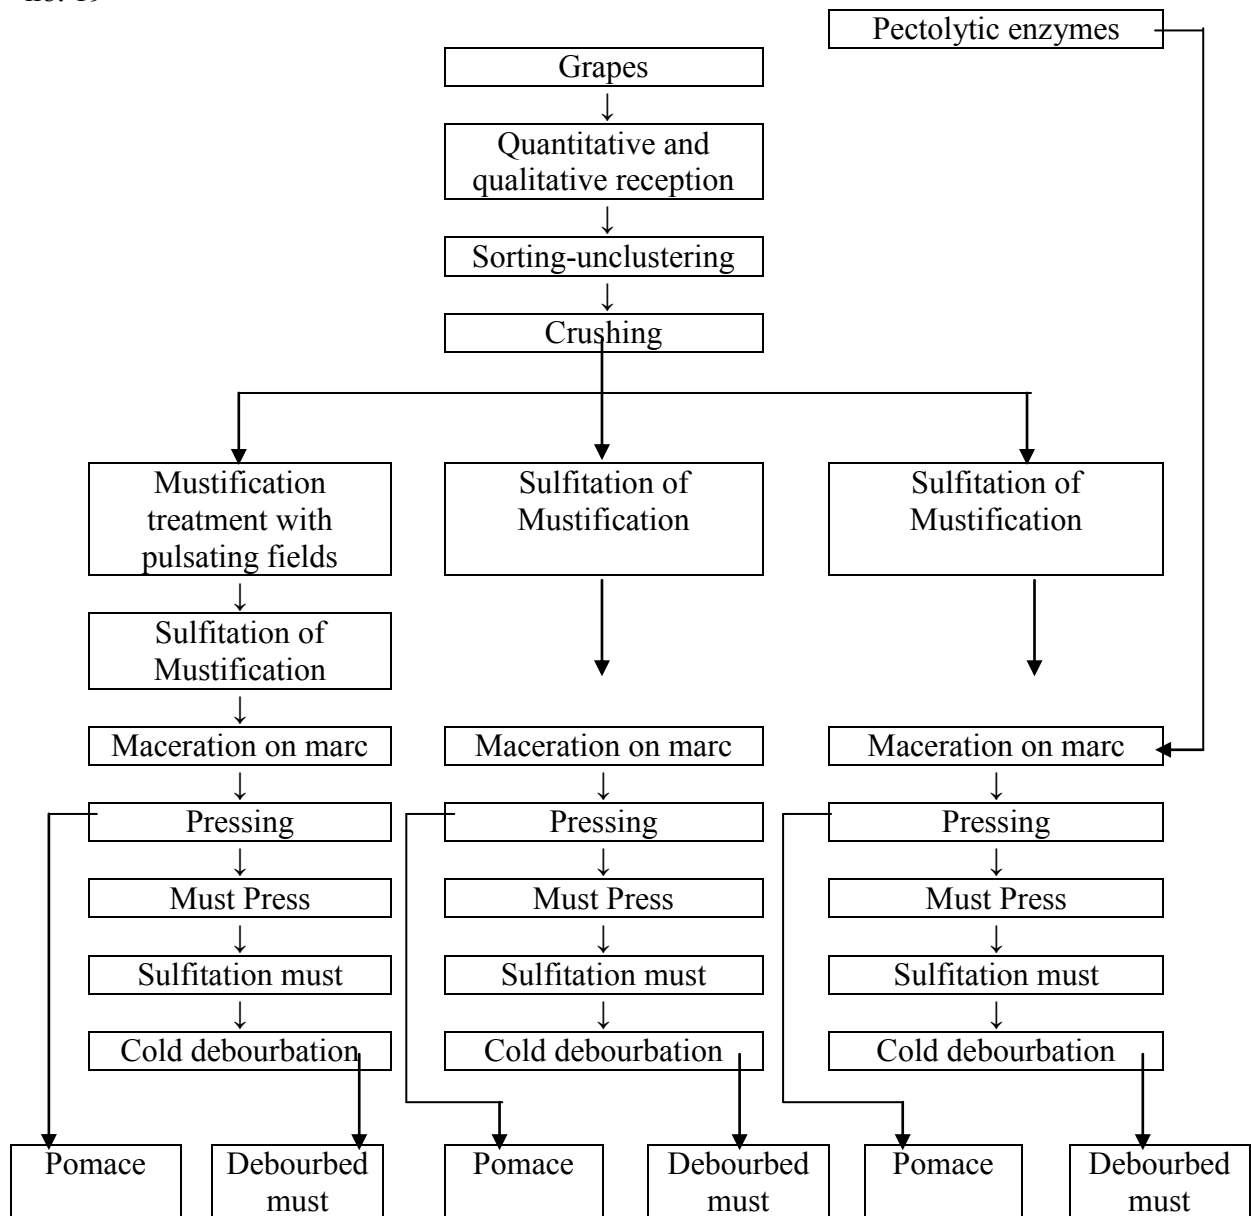 Pectolytic enzymes
Grapes
Quantitative and
qualitative reception
Sorting-unclustering
Crushing
Mustification
treatment with
pulsating fields
Sulfitation of
Mustification
Sulfitation of
Mustification
Sulfitation of
Mustification
Maceration on marc
Maceration on marc
Maceration on marc
Pressing
Pressing
Pressing
Must Press
Must Press
Must Press
Sulfitation must
Sulfitation must
Sulfitation must
Cold debourbation
Cold debourbation
Cold debourbation
Pomace
Debourbed
must
Pomace
Debourbed
must
Pomace
Debourbed
must